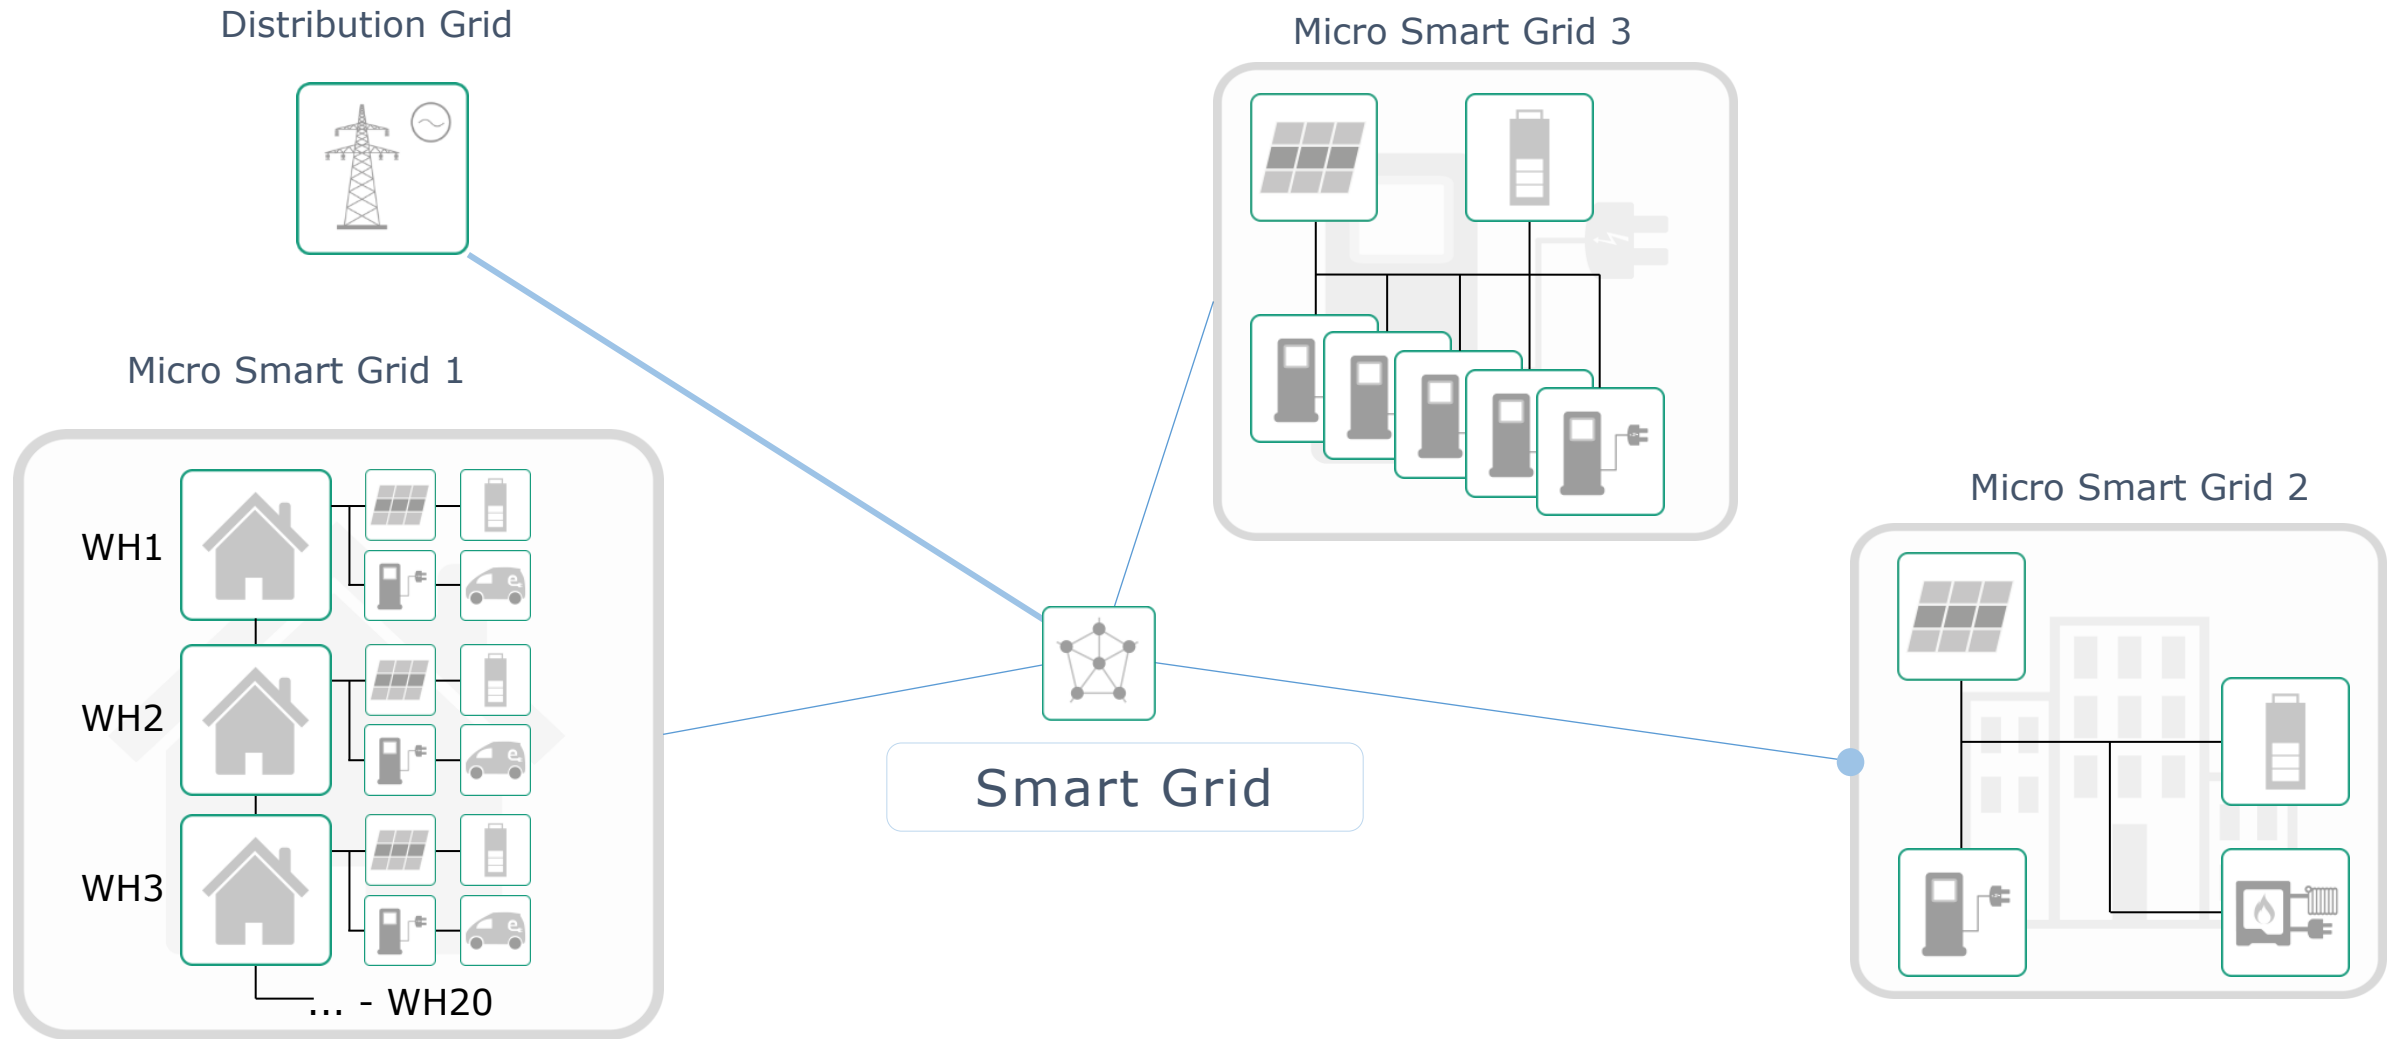 Distribution Grid
Micro Smart Grid 3
Micro Smart Grid 1
Micro Smart Grid 2
WH1
WH2
WH3
... - WH20
Smart Grid